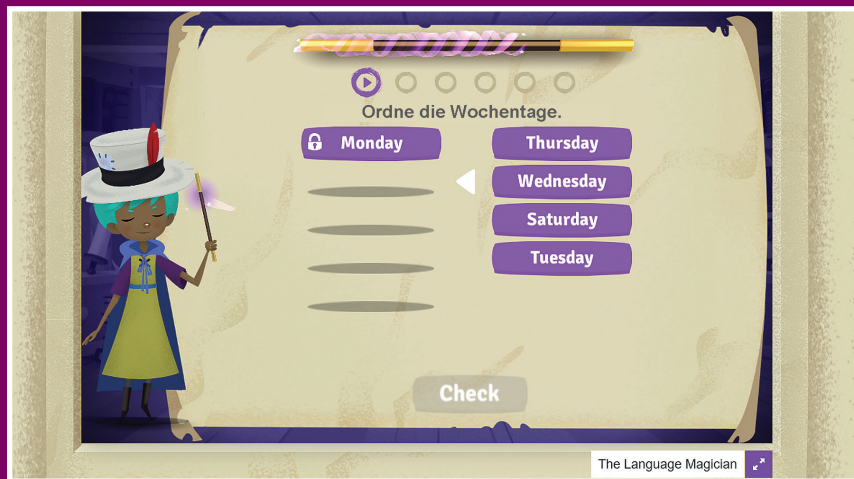 Ordne die Wochentage.
Monday
Thursday
Wednesday
Saturday
Tuesday
Check
The Language Magician